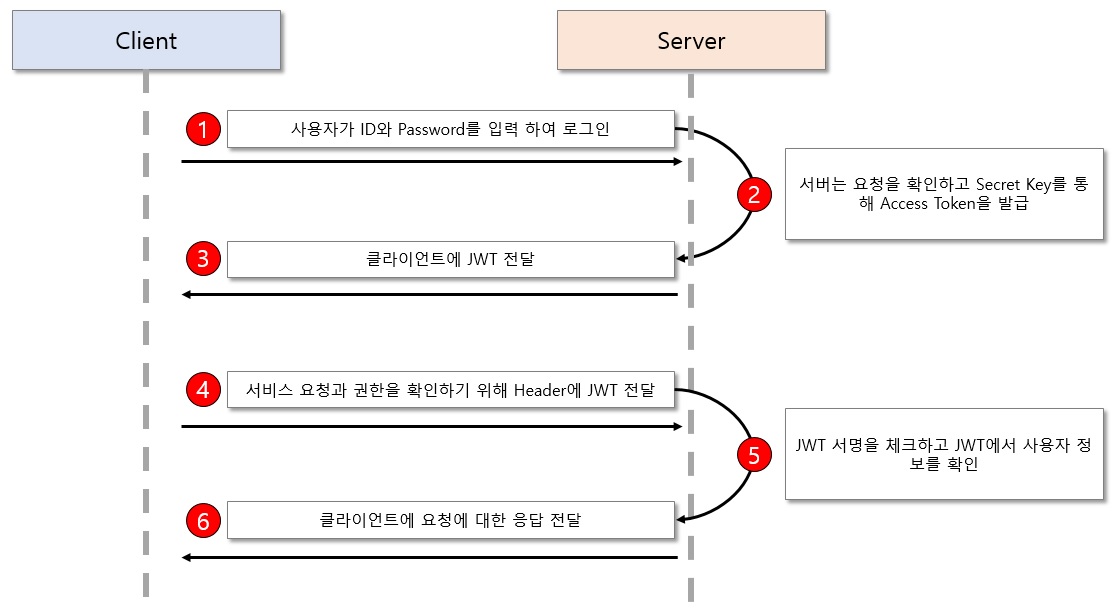 Client
Server
1
사용자가 ID와 Password를 입력 하여 로그인
2
서버는 요청을 확인하고 Secret Key를 통
해 Access Token을 발급
3
클라이언트에 JWT 전달
4
서비스 요청과 권한을 확인하기 위해 Header에 JWT 전달
5
JWT 서명을 체크하고 JWT에서 사용자 정
보를 확인
6
클라이언트에 요청에 대한 응답 전달